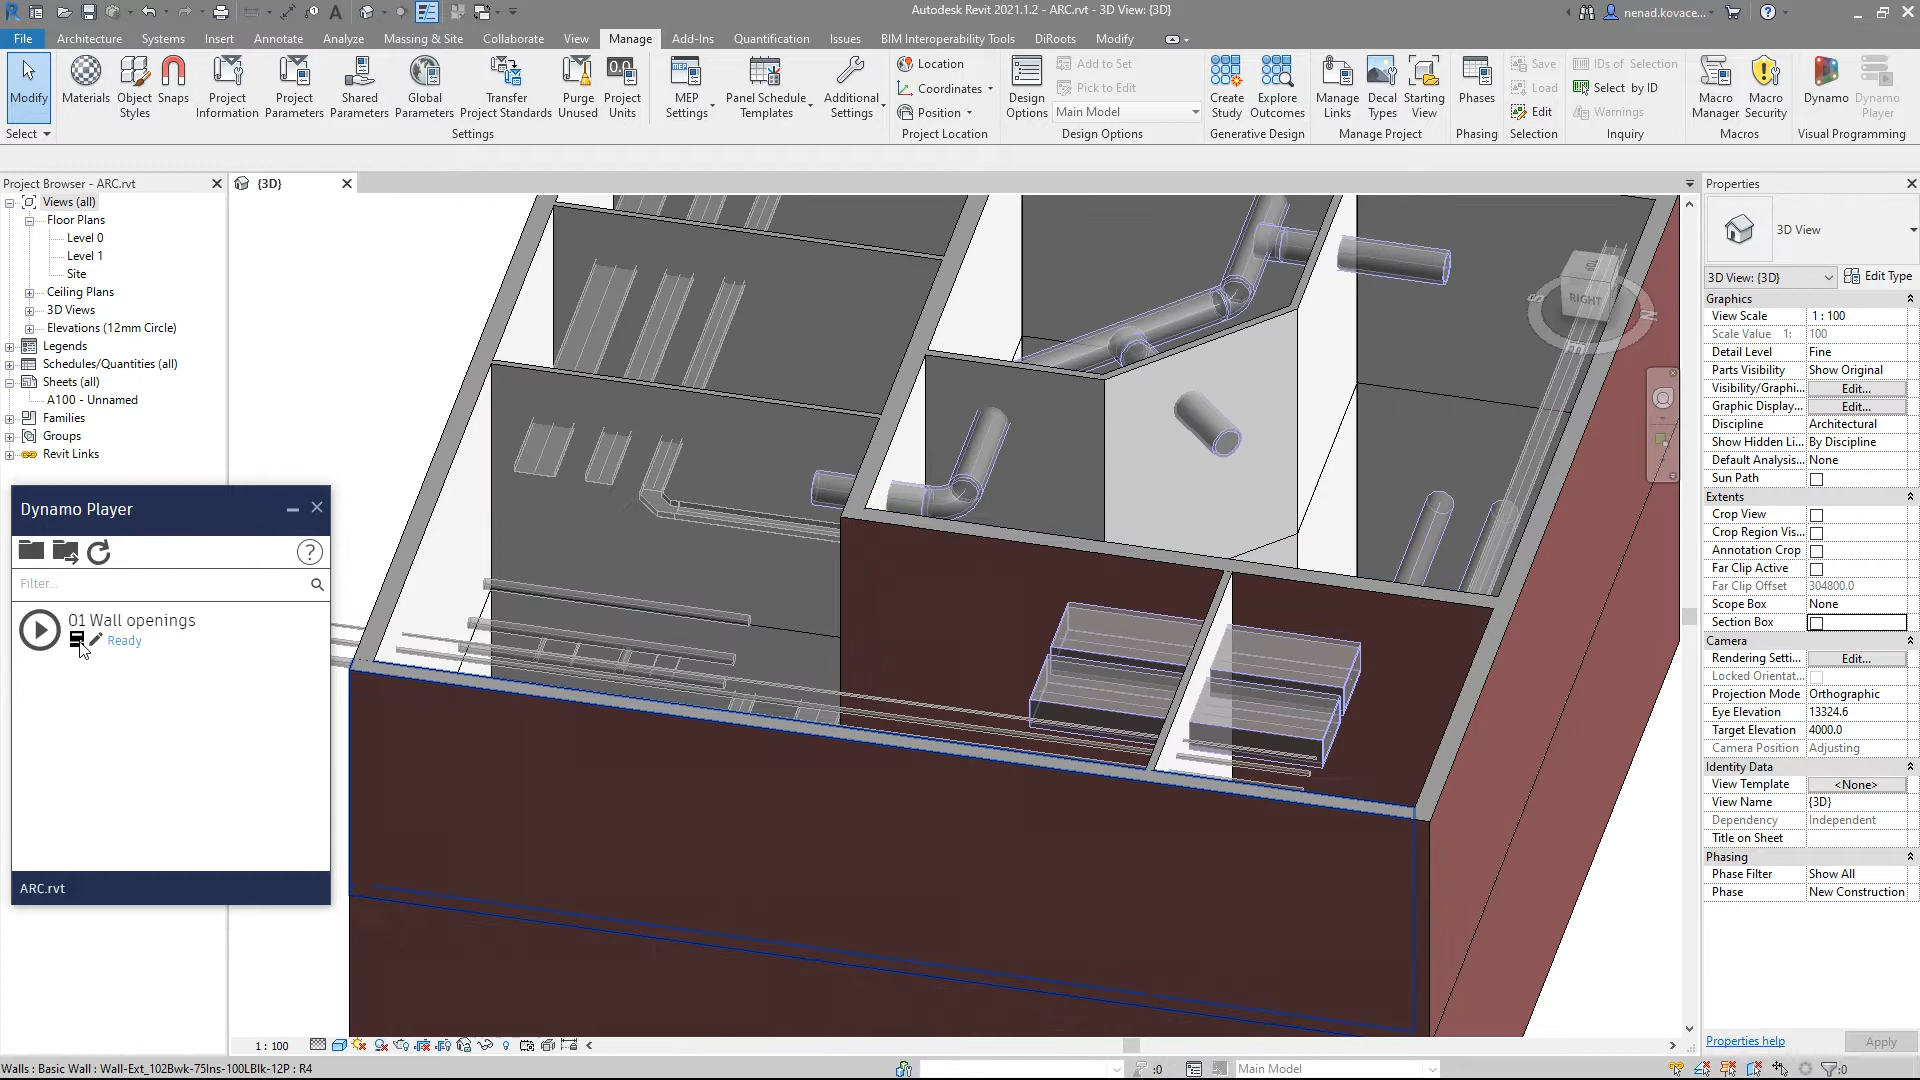 Autodesk Revit 2021.1.2 - ARC.rvt - 3D View: {3D}
nenad.kovace...
File Architecture Systems Insert Annotate Analyze Massing & Site Collaborate View Manage Add-Ins Quantification Issues BIM Interoperability Tools DiRoots Modify
Modify
Materials
Object Styles
Snaps
Project Information
Project Parameters
Shared Parameters
Global Parameters
Transfer Project Standards
Purge Unused
Project Units
MEP Settings
Panel Schedule Templates
Additional Settings
Location
Coordinates
Position
Design Options
Add to Set
Pick to Edit
Main Model
Create Study
Explore Outcomes
Manage Links
Decal Types
Starting View
Phases
Save
Load
Edit
IDs of Selection
Select by ID
Warnings
Macro Manager
Macro Security
Dynamo
Dynamo Player
Select
Settings
Project Location
Design Options
Generative Design
Manage Project
Phasing
Selection
Inquiry
Macros
Visual Programming
Project Browser - ARC.rvt
{3D}
Views (all)
Floor Plans
Level 0
Level 1
Site
Ceiling Plans
3D Views
Elevations (12mm Circle)
Legends
Schedules/Quantities (all)
Sheets (all)
A100 - Unnamed
Families
Groups
Revit Links
Dynamo Player
Filter...
01 Wall openings
Ready
ARC.rvt
RIGHT
Properties
3D View
3D View: {3D}
Edit Type
Graphics
View Scale 1 : 100
Scale Value 1: 100
Detail Level Fine
Parts Visibility Show Original
Visibility/Graphi... Edit...
Graphic Display... Edit...
Discipline Architectural
Show Hidden Li... By Discipline
Default Analysis... None
Sun Path
Extents
Crop View
Crop Region Vis...
Annotation Crop
Far Clip Active
Far Clip Offset 304800.0
Scope Box None
Section Box
Camera
Rendering Setti... Edit...
Locked Orientat...
Projection Mode Orthographic
Eye Elevation 13324.6
Target Elevation 4000.0
Camera Position Adjusting
Identity Data
View Template <None>
View Name {3D}
Dependency Independent
Title on Sheet
Phasing
Phase Filter Show All
Phase New Construction
Properties help
Apply
1 : 100
Walls : Basic Wall : Wall-Ext_102Bwk-75Ins-100LBlk-12P : R4
:0
Main Model
:0